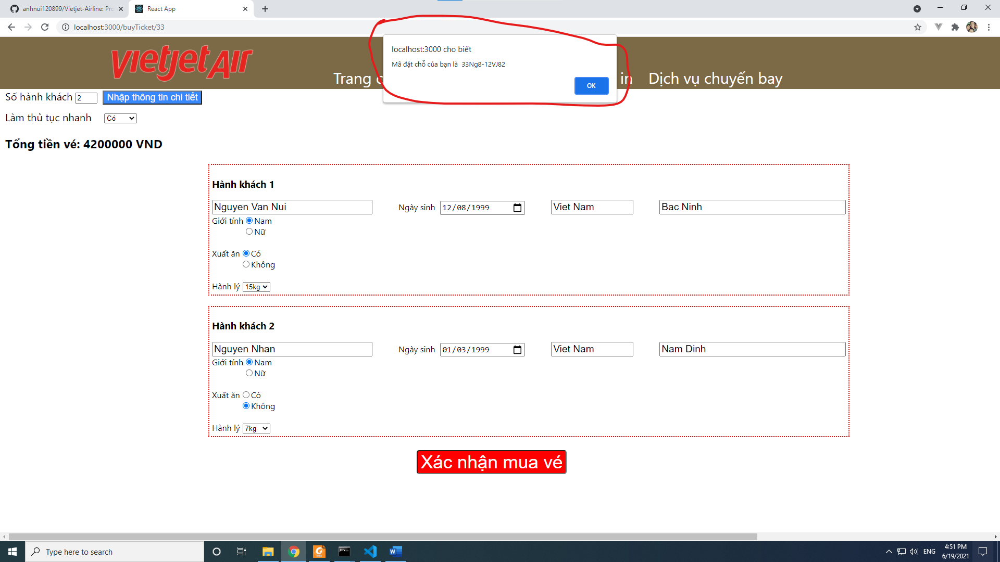 anhnui120899/Vietjet-Airline: Pro
React App
localhost:3000/buyTicket/33
vietjetAir
localhost:3000 cho biết
Mã đặt chỗ của bạn là 33Ng8-12VJ82
OK
Trang c
in
Dịch vụ chuyến bay
Số hành khách 2 Nhập thông tin chi tiết
Làm thủ tục nhanh Có
Tổng tiền vé: 4200000 VND
Hành khách 1
Nguyen Van Nui Ngày sinh 12/08/1999 Viet Nam Bac Ninh
Giới tính Nam
Nữ
Xuất ăn Có
Không
Hành lý 15kg
Hành khách 2
Nguyen Nhan Ngày sinh 01/03/1999 Viet Nam Nam Dinh
Giới tính Nam
Nữ
Xuất ăn Có
Không
Hành lý 7kg
Xác nhận mua vé
Type here to search
ENG
4:51 PM
6/19/2021